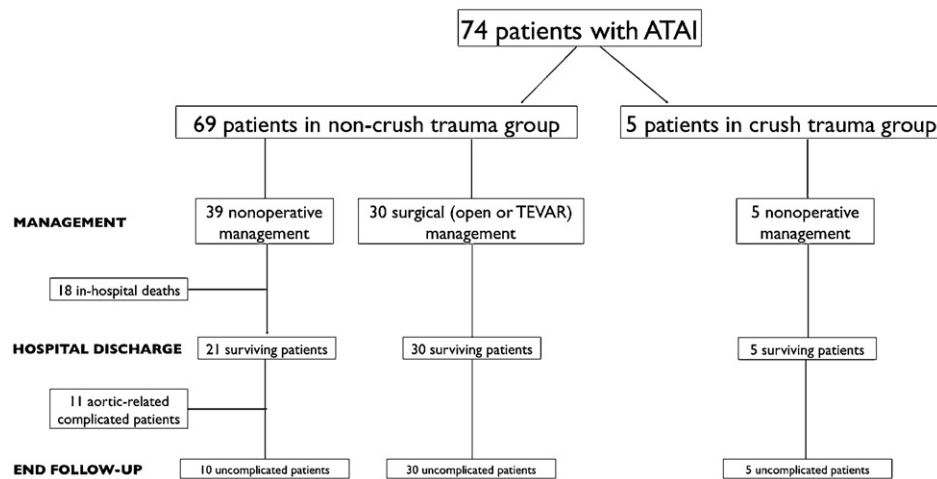 74 patients with ATAI
69 patients in non-crush trauma group
5 patients in crush trauma group
MANAGEMENT
39 nonoperative
management
30 surgical (open or TEVAR)
management
5 nonoperative
management
18 in-hospital deaths
HOSPITAL DISCHARGE
21 surviving patients
30 surviving patients
5 surviving patients
11 aortic-related
complicated patients
END FOLLOW-UP
10 uncomplicated patients
30 uncomplicated patients
5 uncomplicated patients